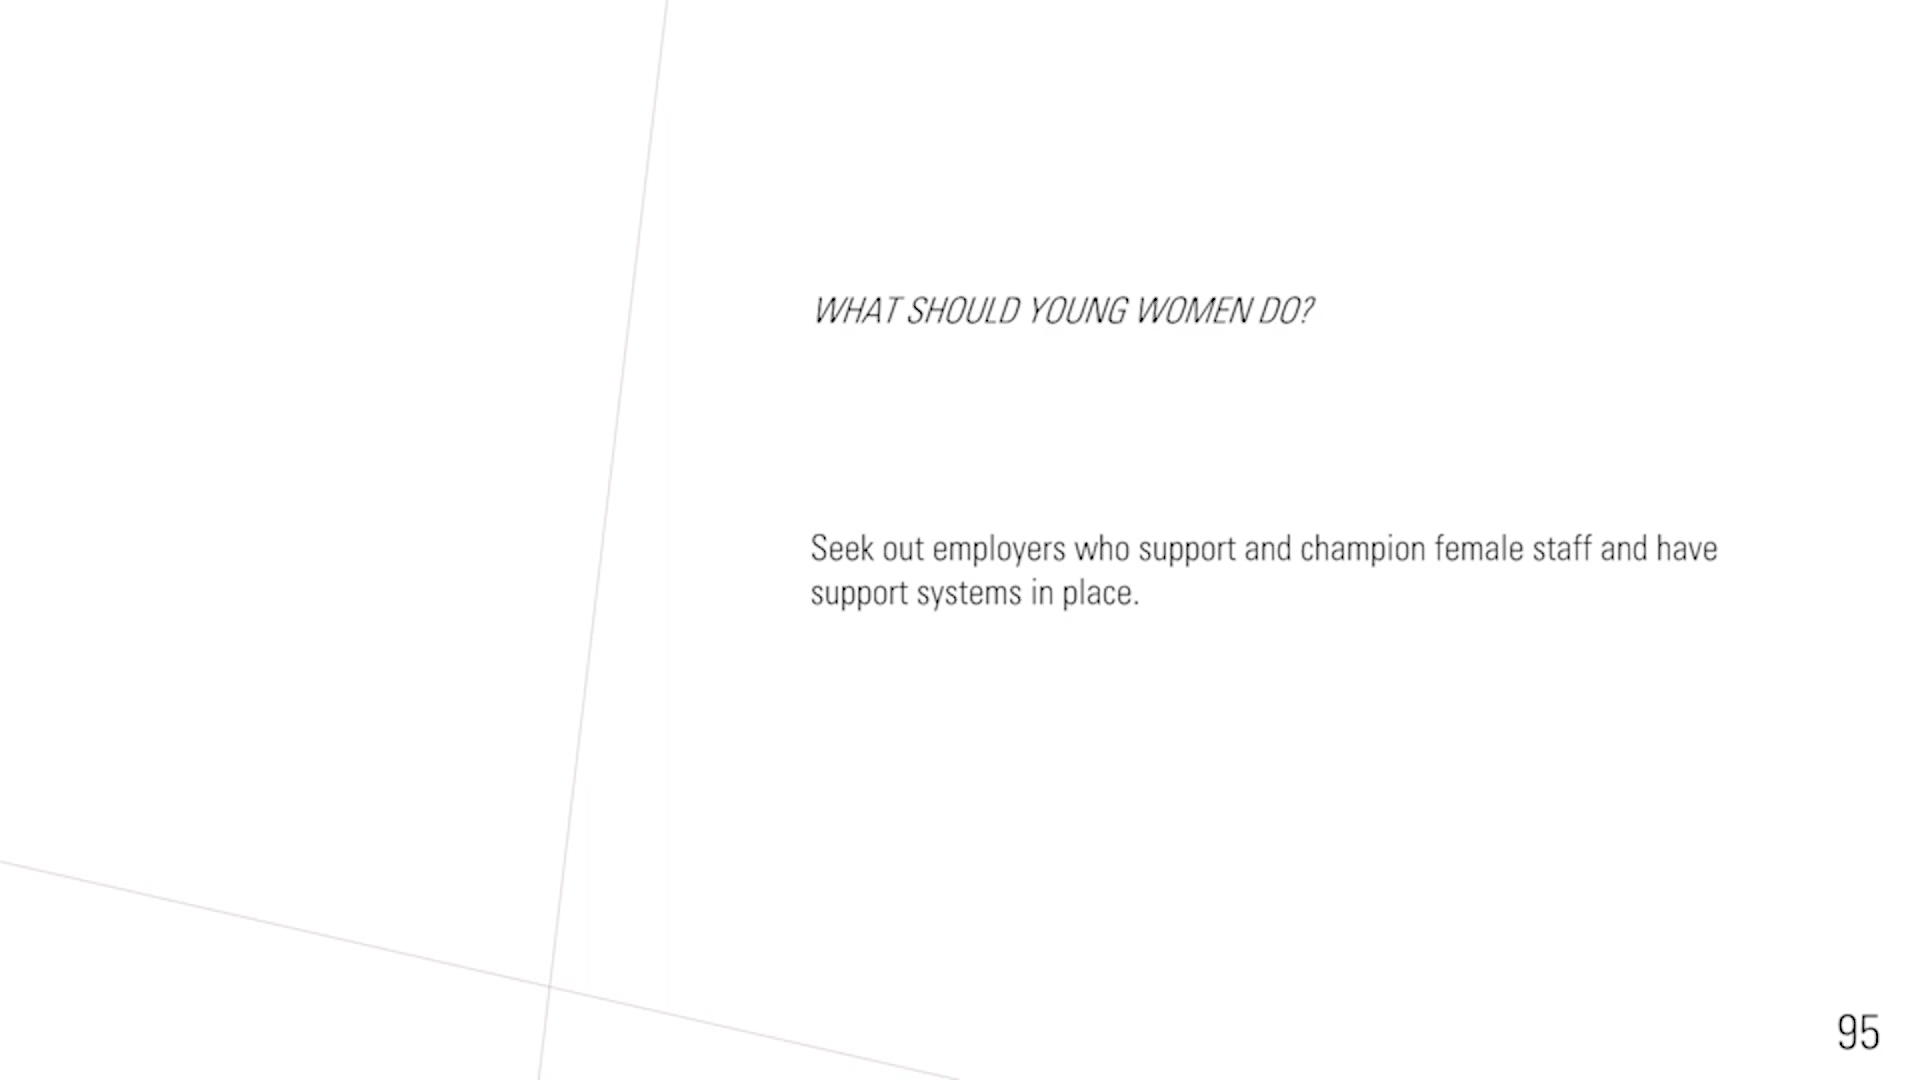 WHAT SHOULD YOUNG WOMEN DO?
Seek out employers who support and champion female staff and have
support systems in place.
95